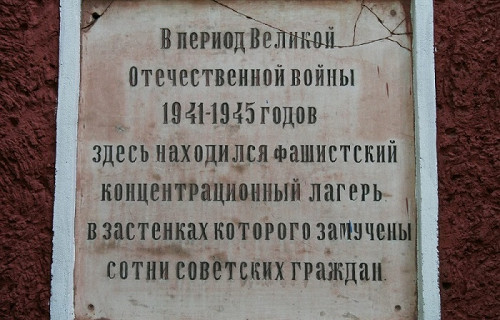 В период Великой
Отечественной войны
1941-1945 годов
здесь находился фашистский
концентрационный лагерь
в застенках которого замучены
сотни советских граждан